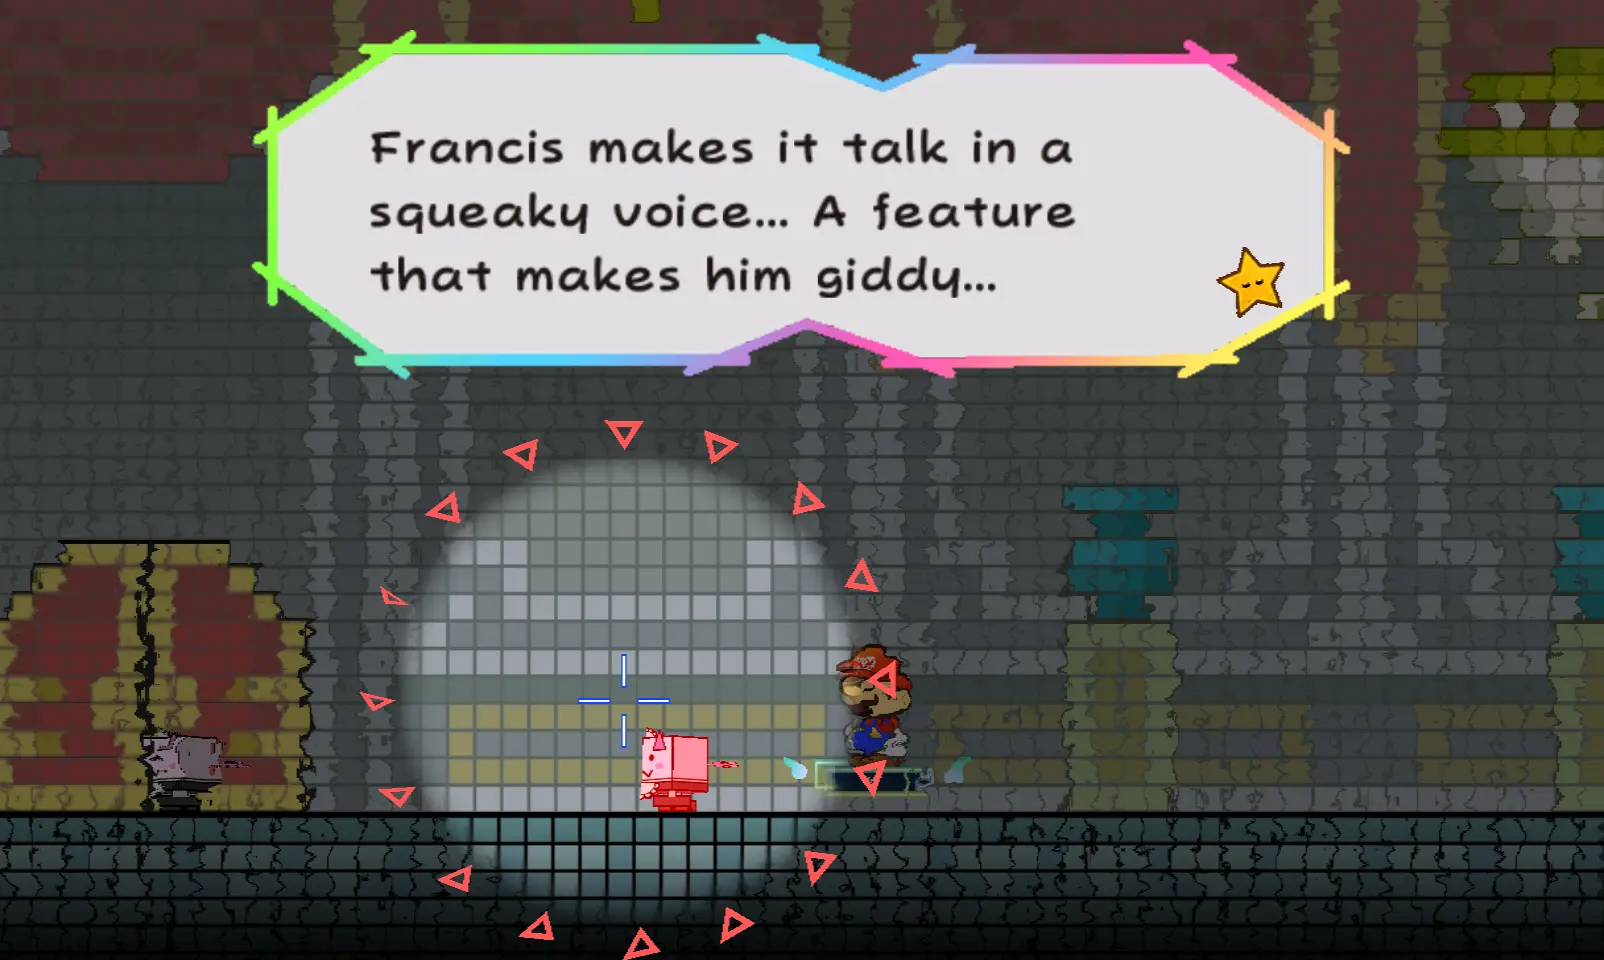 Francis makes it talk in a
squeaky voice... A feature
that makes him giddy...